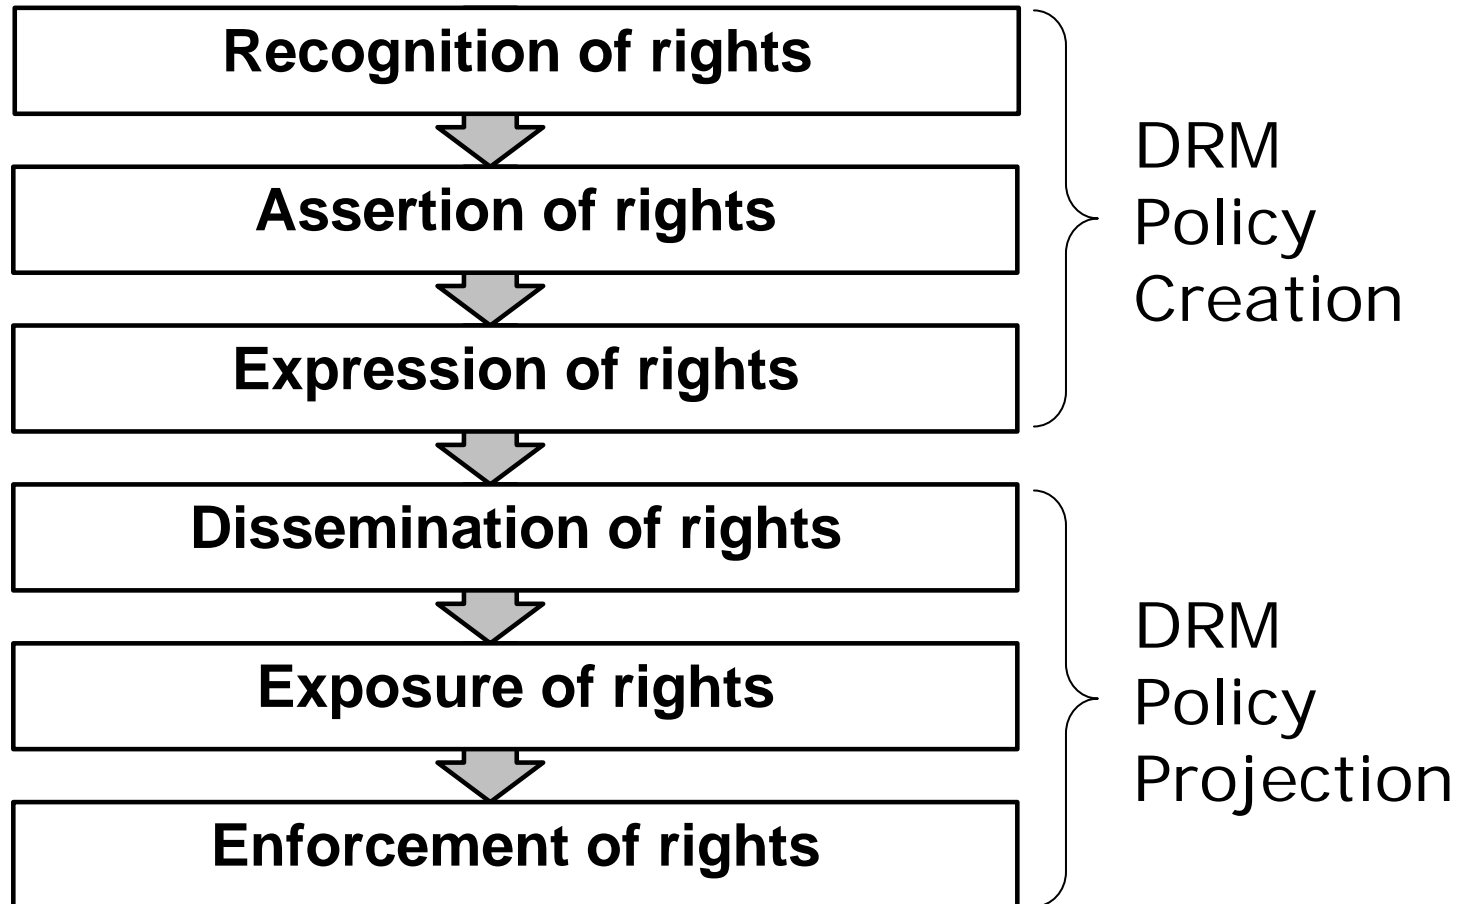 Recognition of rights
Assertion of rights
Expression of rights
DRM
Policy
Creation
Dissemination of rights
Exposure of rights
Enforcement of rights
DRM
Policy
Projection